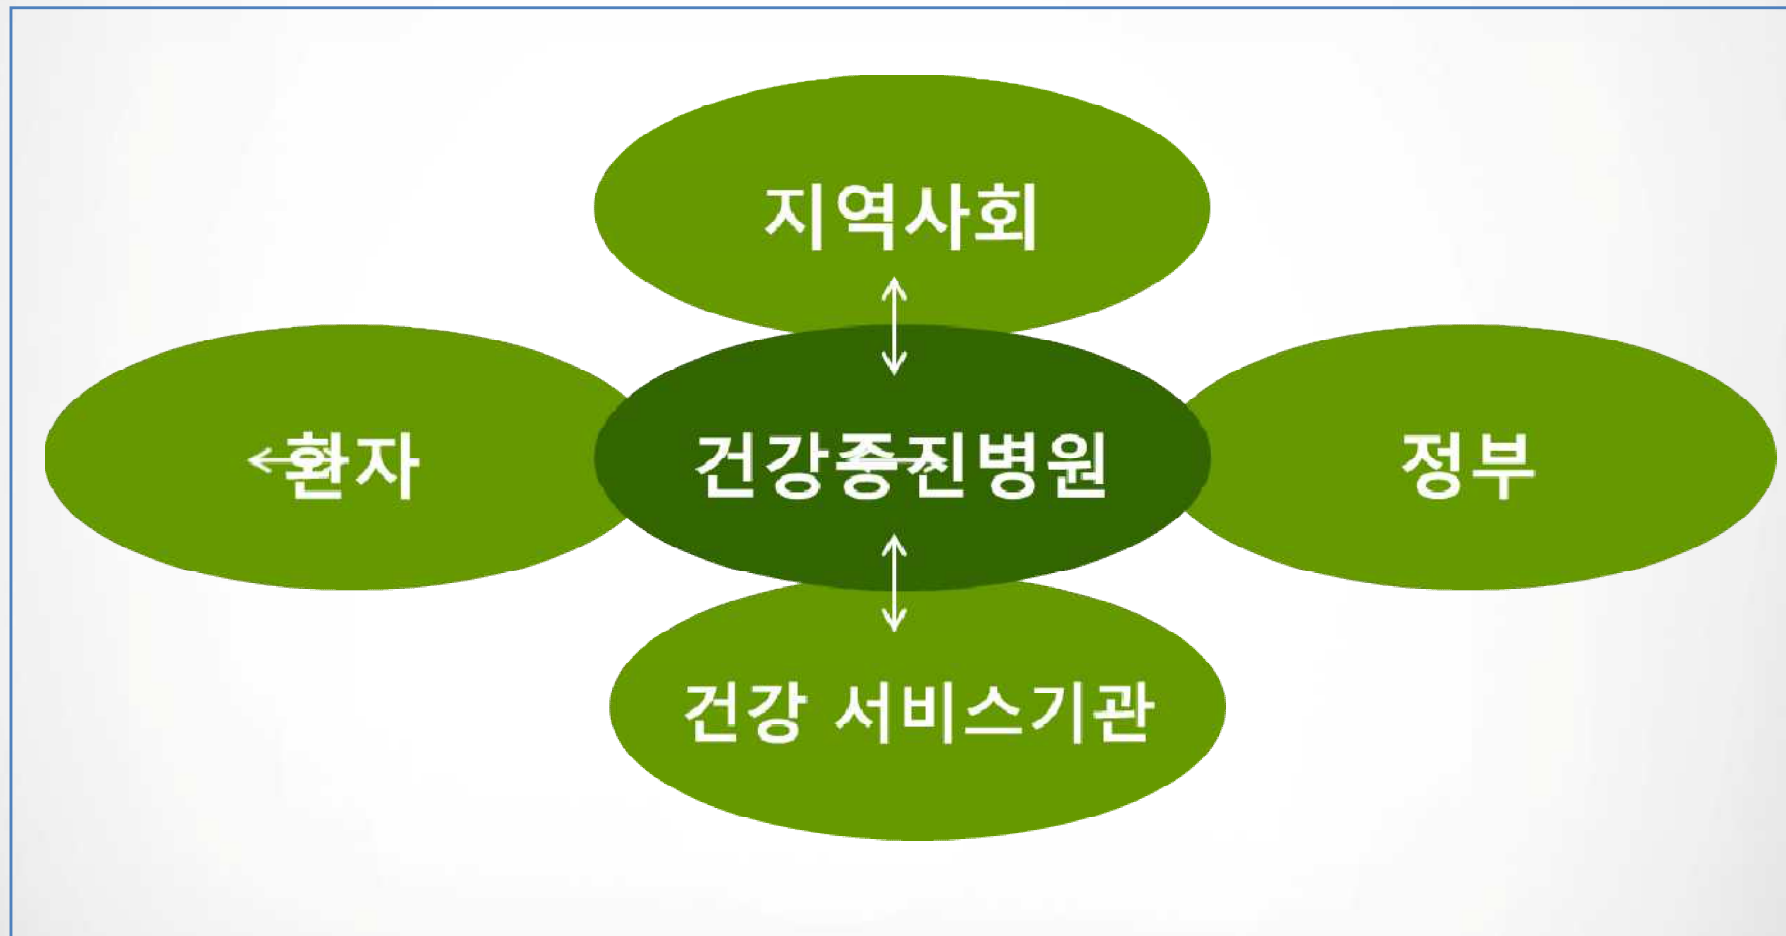 지역사회
환자
건강증진병원
정부
건강 서비스기관